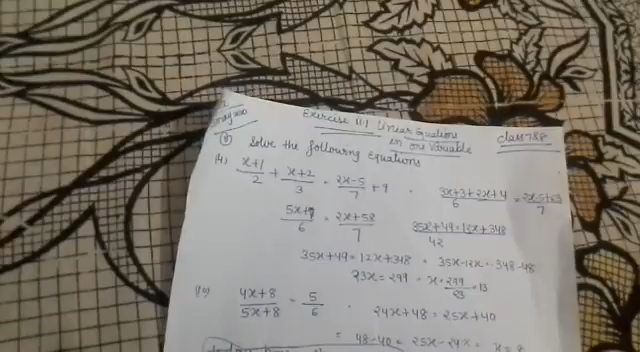 Exercise 11.1 Linear Equations in one Variable
Class 7&8
Solve the following Equations
x+1/2 + x+2/3 = 2x-5/7 + 9 · 3x+3+2x+4/6 = 2x-5+63/7
5x+7/6 = 2x+58/7 35x+49=12x+348/42
35x+49=12x+348 = 35x-12x=348-49
23x=299 = x=299/23=13
4x+8/5x+8 = 5/6 · 24x+48=25x+40
= 48-40=25x-24x= x=8